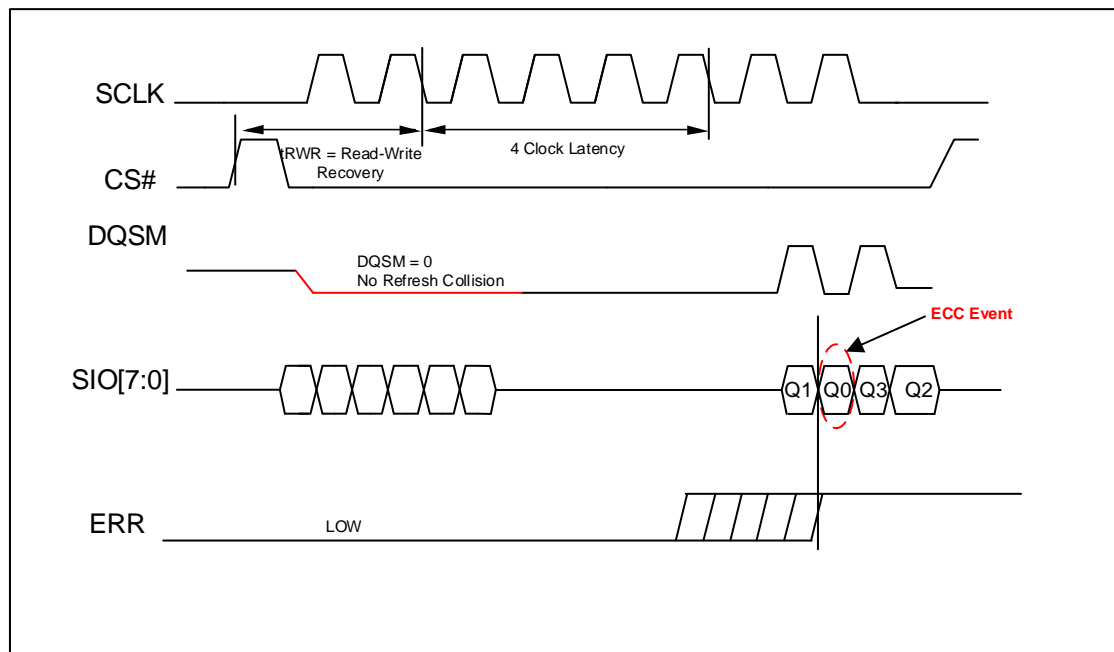 SCLK
tRWR = Read-Write
Recovery
4 Clock Latency
CS#
DQSM
DQSM = 0
No Refresh Collision
ECC Event
SIO[7:0]
Q1 Q0 Q3 Q2
ERR
LOW